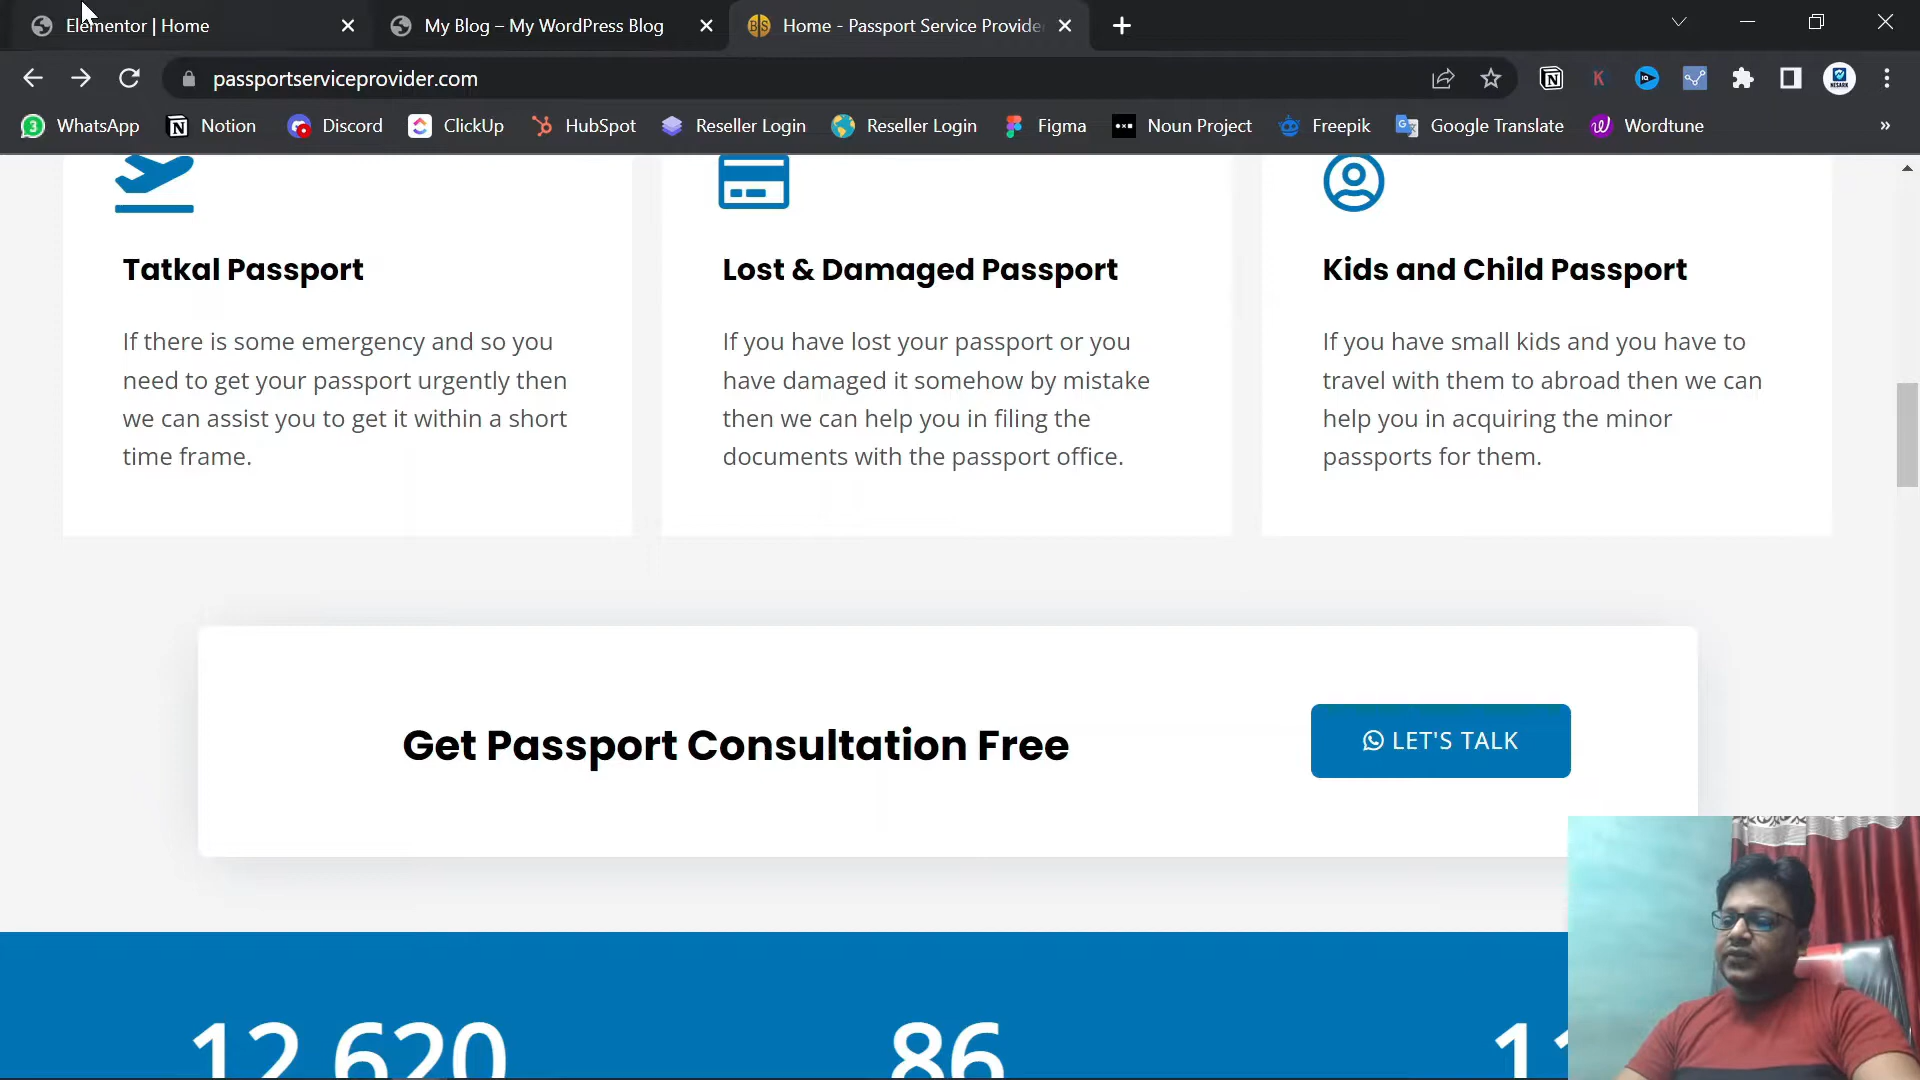 Elementor | Home
My Blog – My WordPress Blog
Home - Passport Service Provide
passportserviceprovider.com
WhatsApp
Notion
Discord
ClickUp
HubSpot
Reseller Login
Reseller Login
Figma
Noun Project
Freepik
Google Translate
Wordtune
Tatkal Passport
If there is some emergency and so you
need to get your passport urgently then
we can assist you to get it within a short
time frame.
Lost & Damaged Passport
If you have lost your passport or you
have damaged it somehow by mistake
then we can help you in filing the
documents with the passport office.
Kids and Child Passport
If you have small kids and you have to
travel with them to abroad then we can
help you in acquiring the minor
passports for them.
Get Passport Consultation Free
LET'S TALK
12,620
86